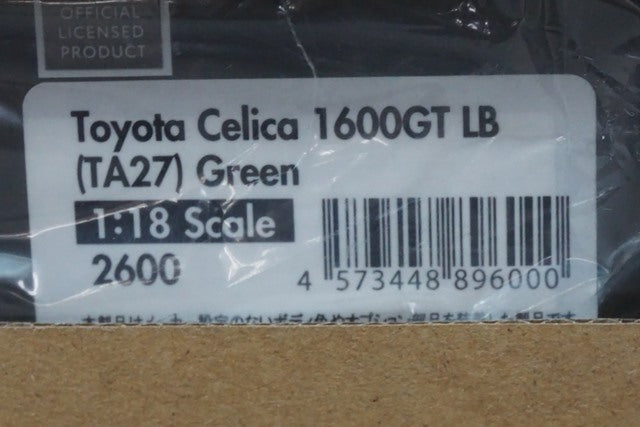 OFFICIAL
LICENSED
PRODUCT
Toyota Celica 1600GT LB
(TA27) Green
1:18 Scale
2600
4 573448 896000